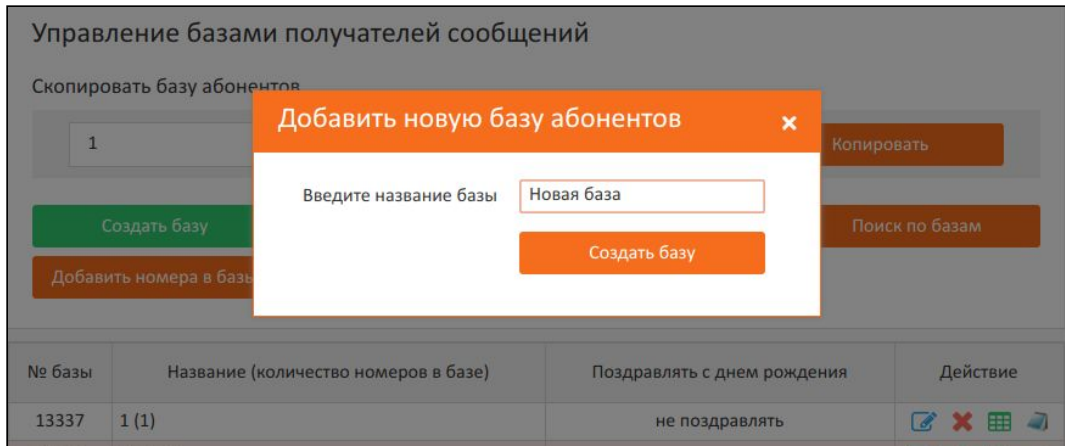 Управление базами получателей сообщений
Скопировать базу абонентов
Добавить новую базу абонентов
1
Копировать
Введите название базы
Новая база
Создать базу
Создать базу
Поиск по базам
Добавить номера в базы
№ базы
Название (количество номеров в базе)
Поздравлять с днем рождения
Действие
13337
1 (1)
не поздравлять